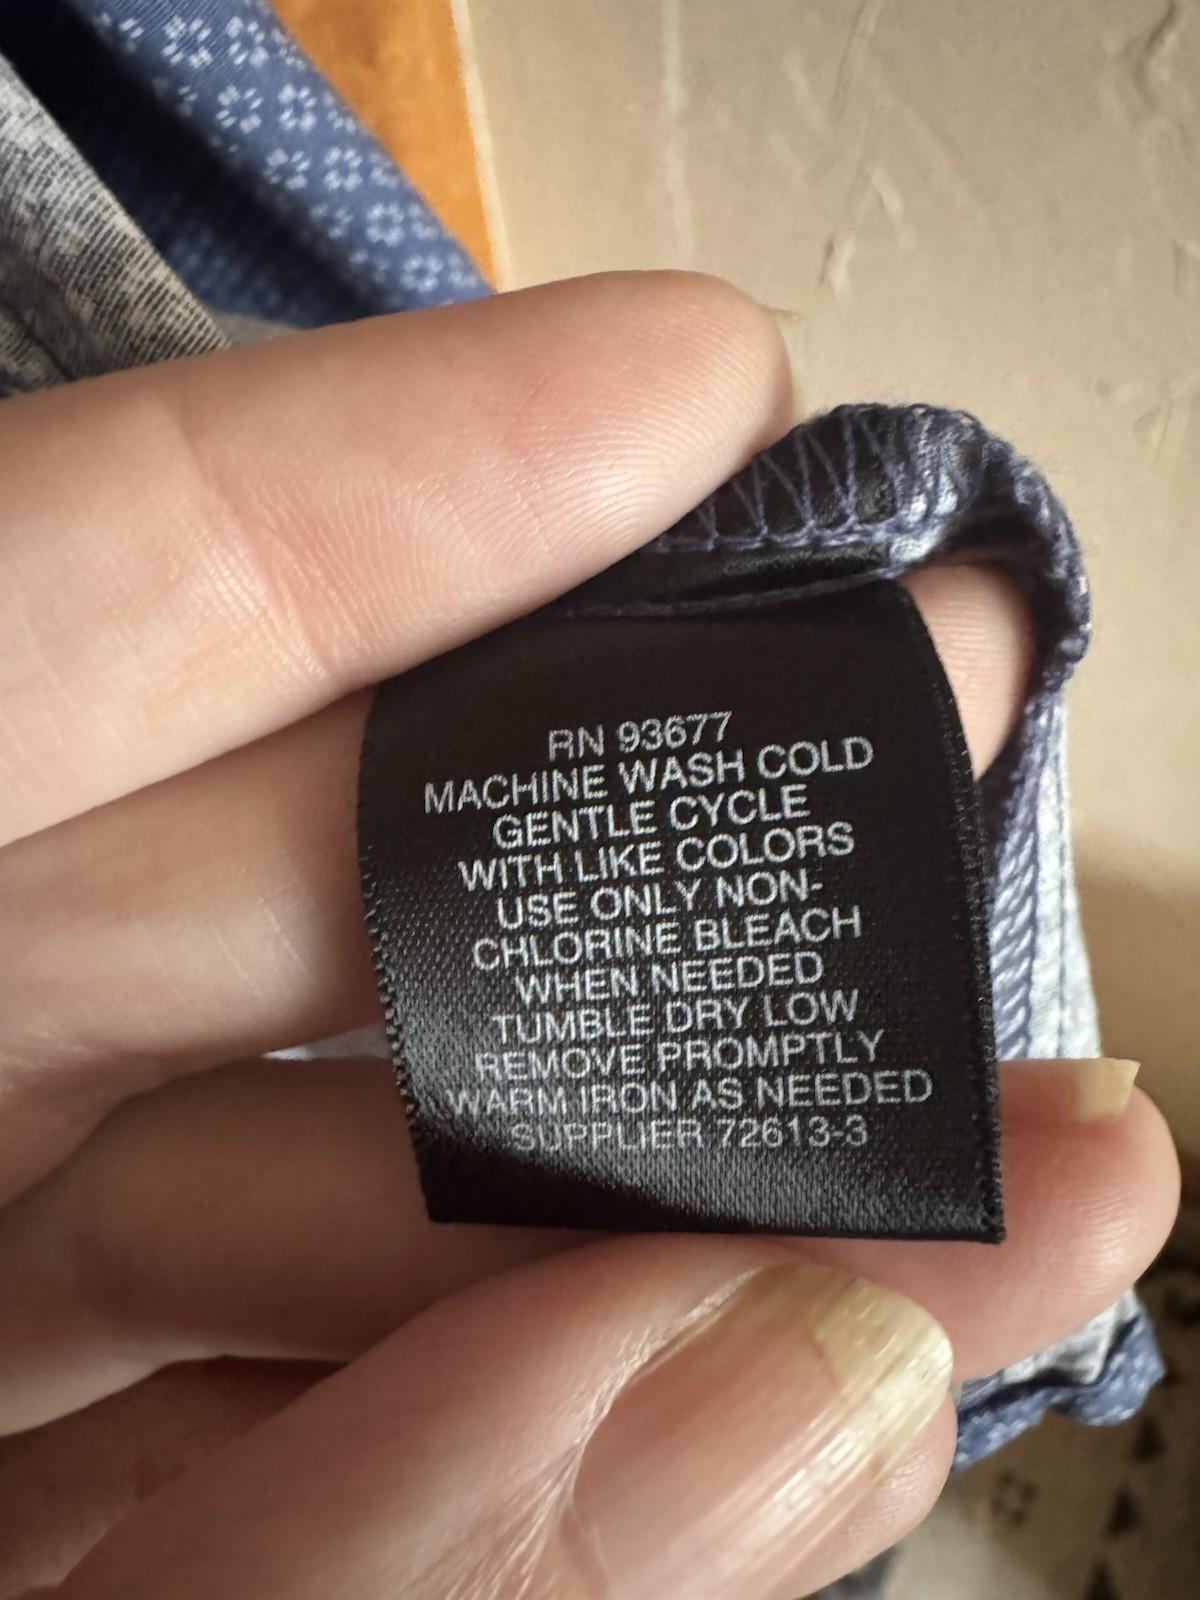 RN 93677
MACHINE WASH COLD
GENTLE CYCLE
WITH LIKE COLORS
USE ONLY NON-
CHLORINE BLEACH
WHEN NEEDED
TUMBLE DRY LOW
REMOVE PROMPTLY
WARM IRON AS NEEDED
SUPPLIER 72613-3